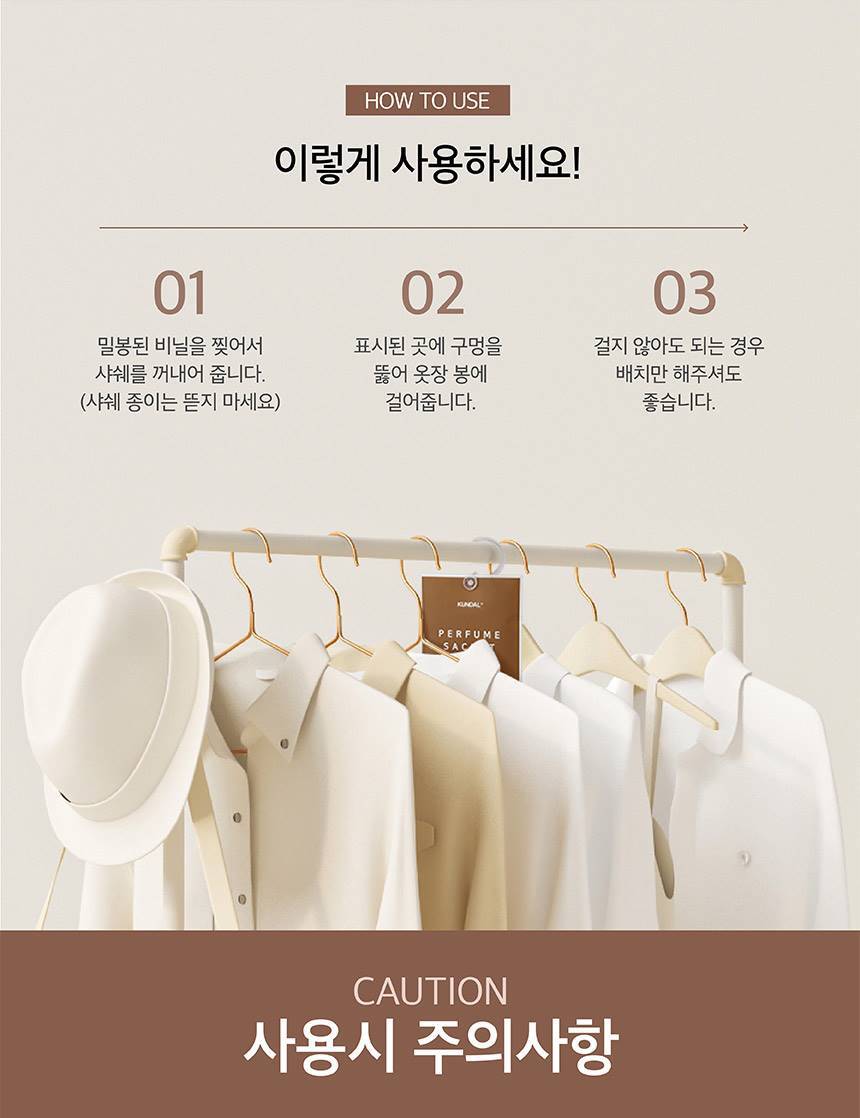 HOW TO USE
이렇게 사용하세요!
01
밀봉된 비닐을 찢어서
샤쉐를 꺼내어 줍니다.
(샤쉐 종이는 뜯지 마세요)
02
표시된 곳에 구멍을
뚫어 옷장 봉에
걸어줍니다.
03
걸지 않아도 되는 경우
배치만 해주셔도
좋습니다.
KUNDAL
PERFUME
CAUTION
사용시 주의사항